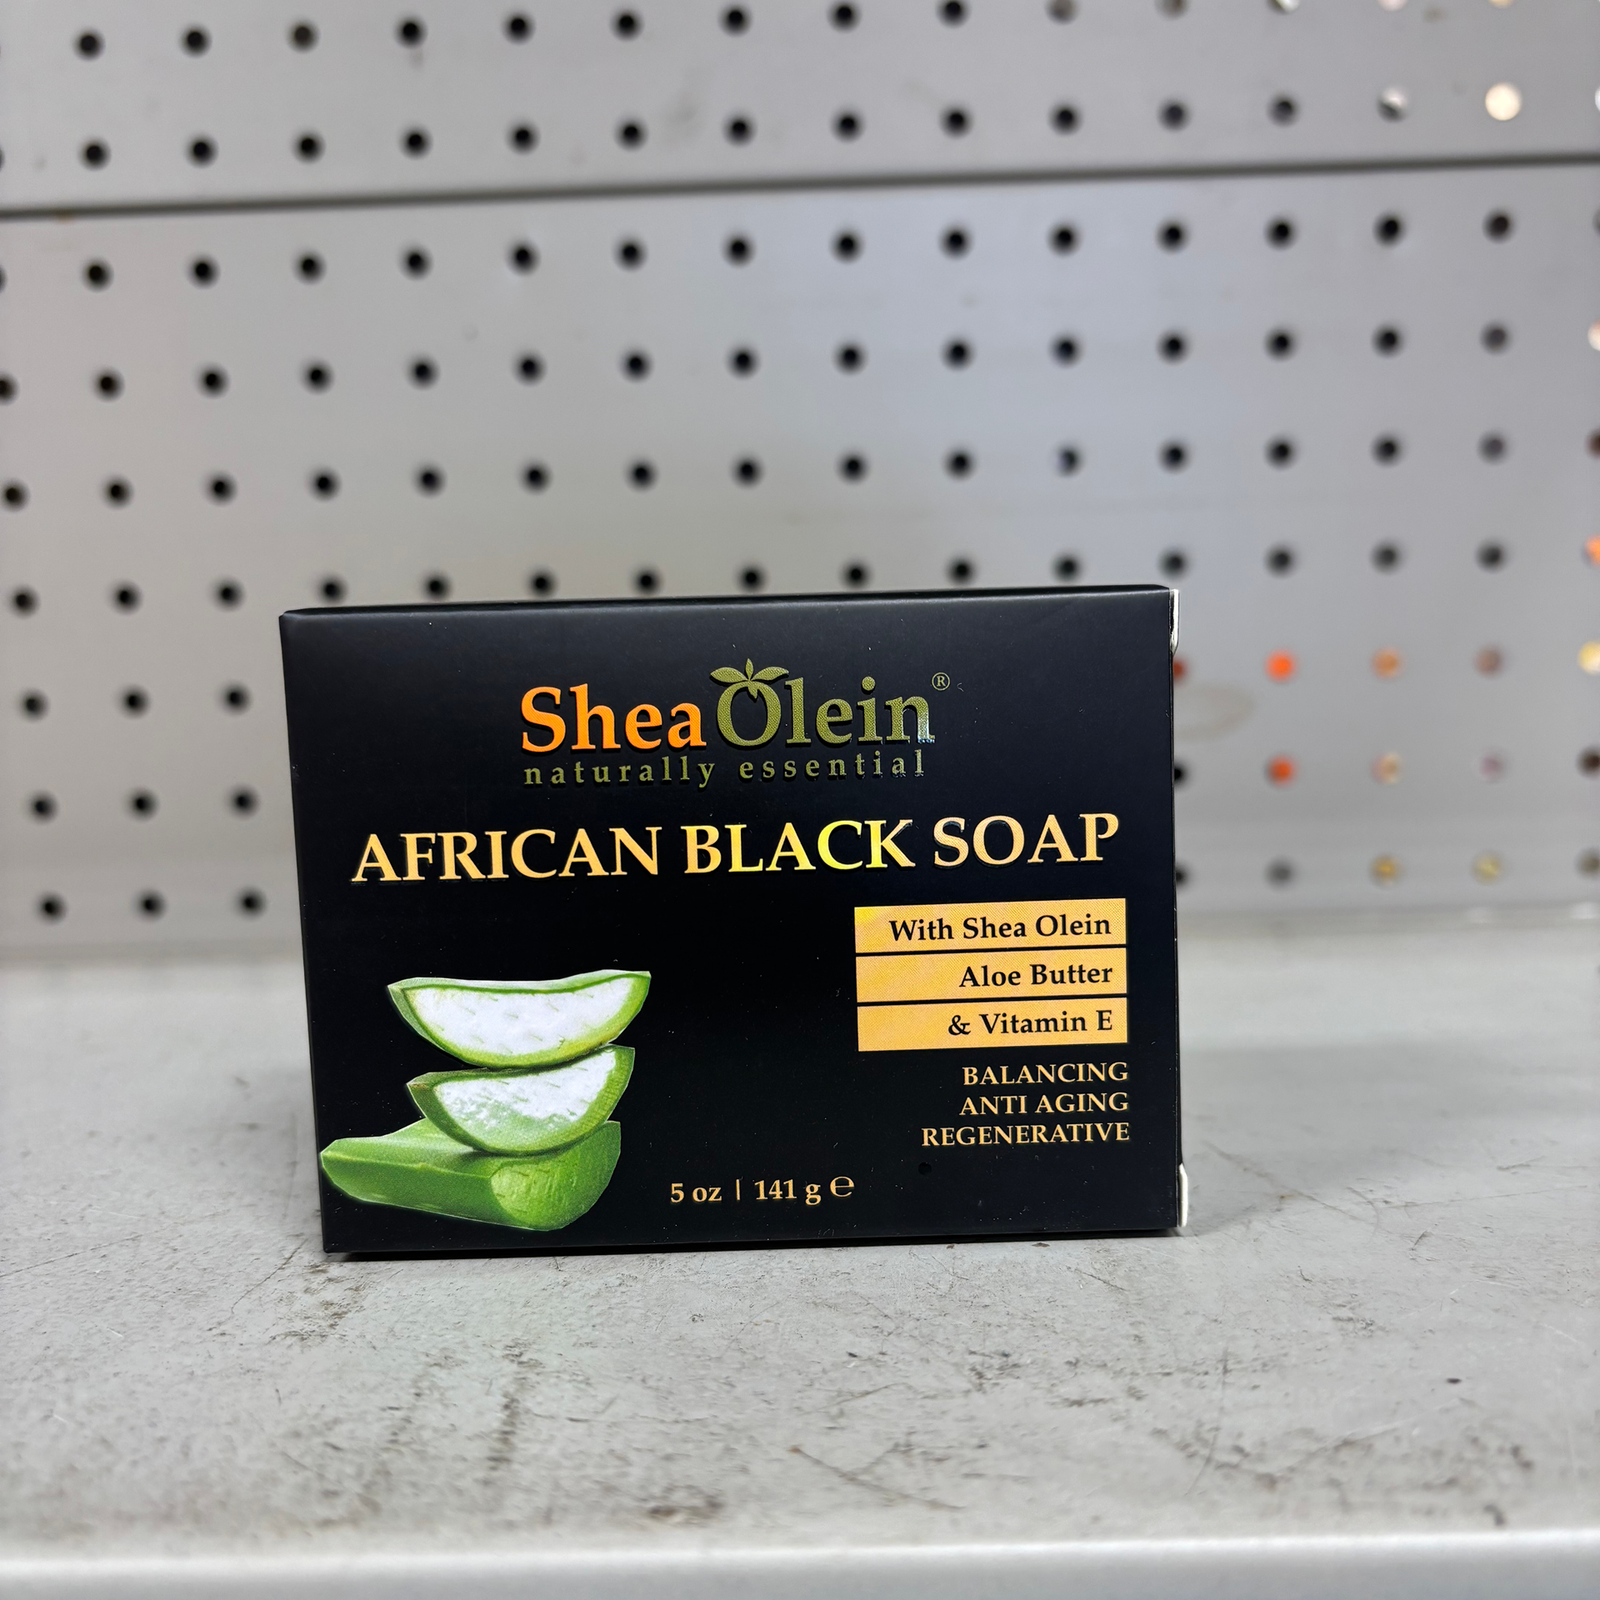 SheaOlein®
naturally essential
AFRICAN BLACK SOAP
With Shea Olein
Aloe Butter
& Vitamin E
BALANCING
ANTI AGING
REGENERATIVE
5 oz | 141 g ℮